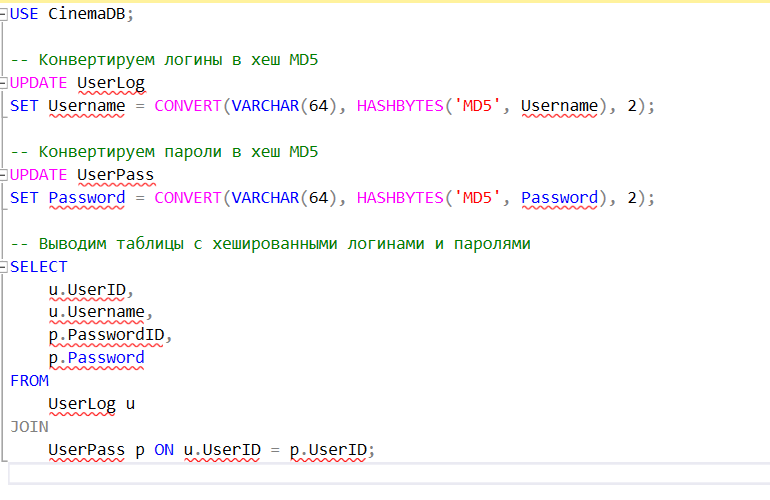 USE CinemaDB;
-- Конвертируем логины в хеш MD5
UPDATE UserLog
SET Username = CONVERT(VARCHAR(64), HASHBYTES('MD5', Username), 2);
-- Конвертируем пароли в хеш MD5
UPDATE UserPass
SET Password = CONVERT(VARCHAR(64), HASHBYTES('MD5', Password), 2);
-- Выводим таблицы с хешированными логинами и паролями
SELECT
    u.UserID,
    u.Username,
    p.PasswordID,
    p.Password
FROM
    UserLog u
JOIN
    UserPass p ON u.UserID = p.UserID;